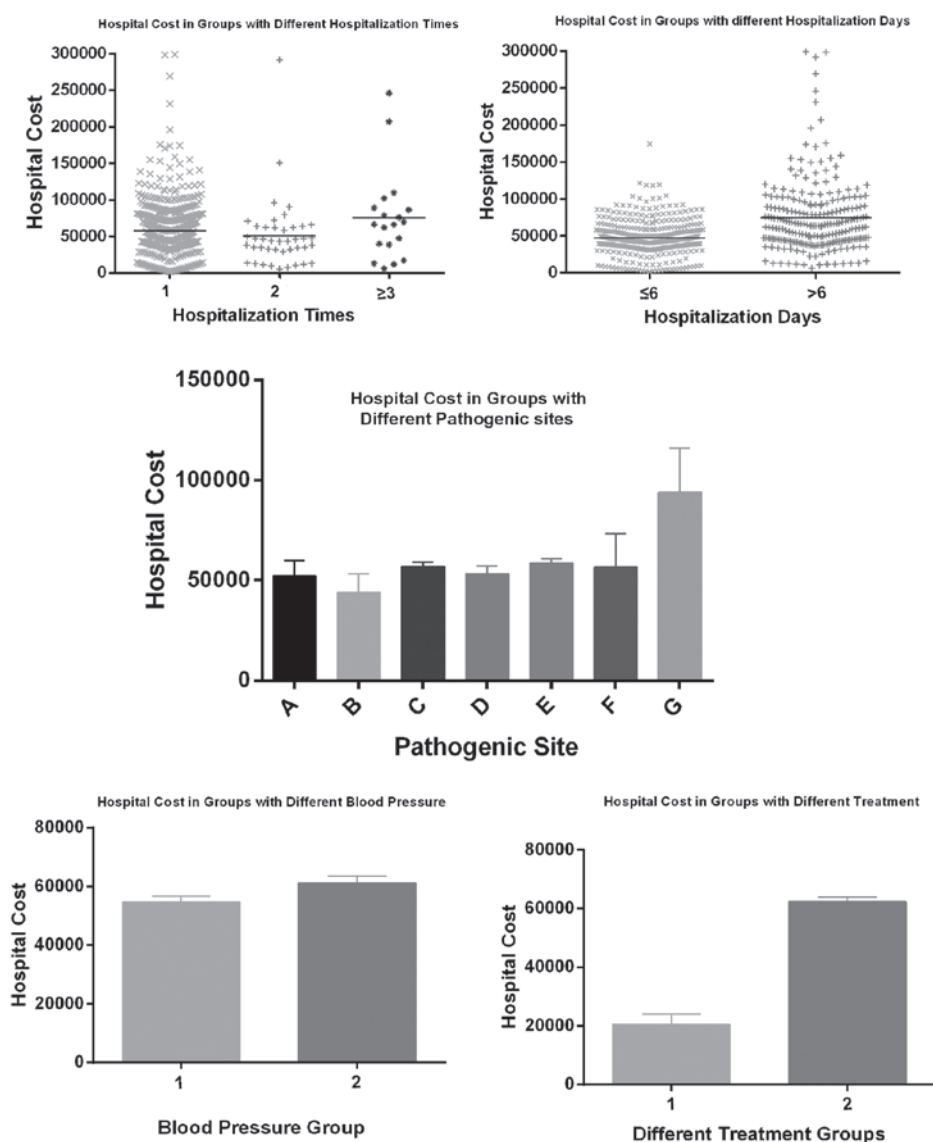 Hospital Cost in Groups with Different Hospitalization Times
300000
250000
200000
150000
100000
50000
0
Hospital Cost
1 2 ≥3
Hospitalization Times
Hospital Cost in Groups with different Hospitalization Days
300000
200000
150000
100000
50000
0
Hospital Cost
≤6 >6
Hospitalization Days
Hospital Cost in Groups with
Different Pathogenic sites
150000
100000
50000
0
Hospital Cost
A B C D E F G
Pathogenic Site
Hospital Cost in Groups with Different Blood Pressure
80000
60000
40000
20000
0
Hospital Cost
1 2
Blood Pressure Group
Hospital Cost in Groups with Different Treatment
80000
60000
40000
20000
0
Hospital Cost
1 2
Different Treatment Groups